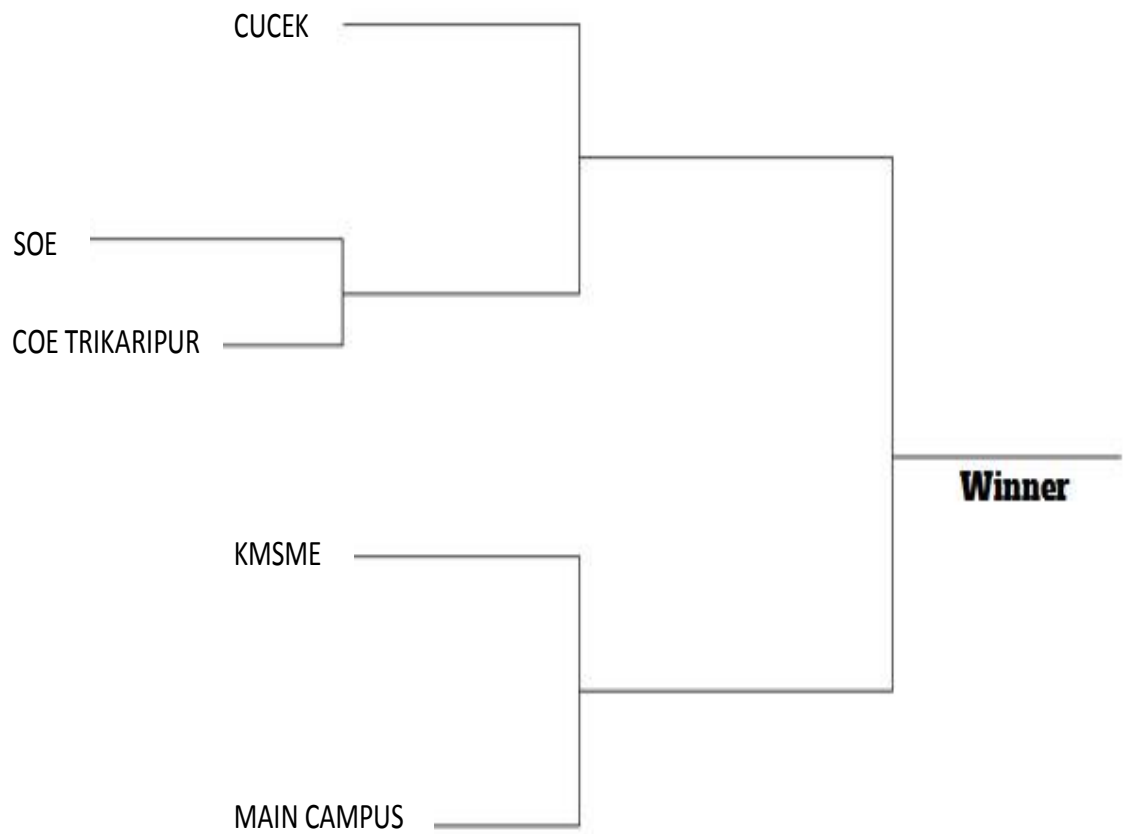 CUCEK
SOE
COE TRIKARIPUR
Winner
KMSME
MAIN CAMPUS